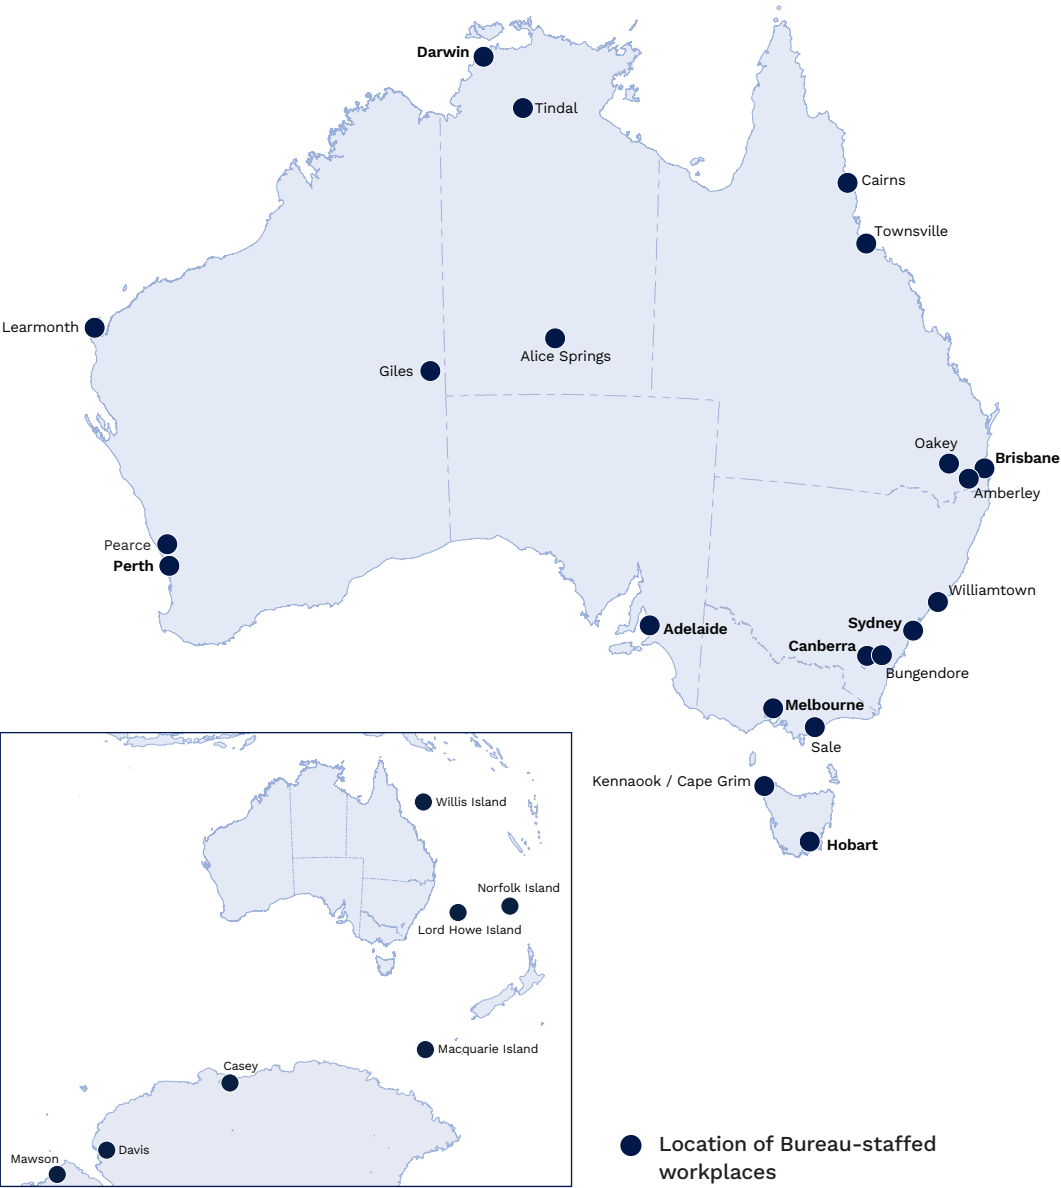 Darwin
Tindal
Cairns
Townsville
Learmonth
Alice Springs
Giles
Oakey
Brisbane
Amberley
Pearce
Perth
Williamtown
Sydney
Adelaide
Canberra
Bungendore
Melbourne
Sale
Kennaook / Cape Grim
Hobart
Willis Island
Norfolk Island
Lord Howe Island
Macquarie Island
Casey
Davis
Mawson
Location of Bureau-staffed
workplaces